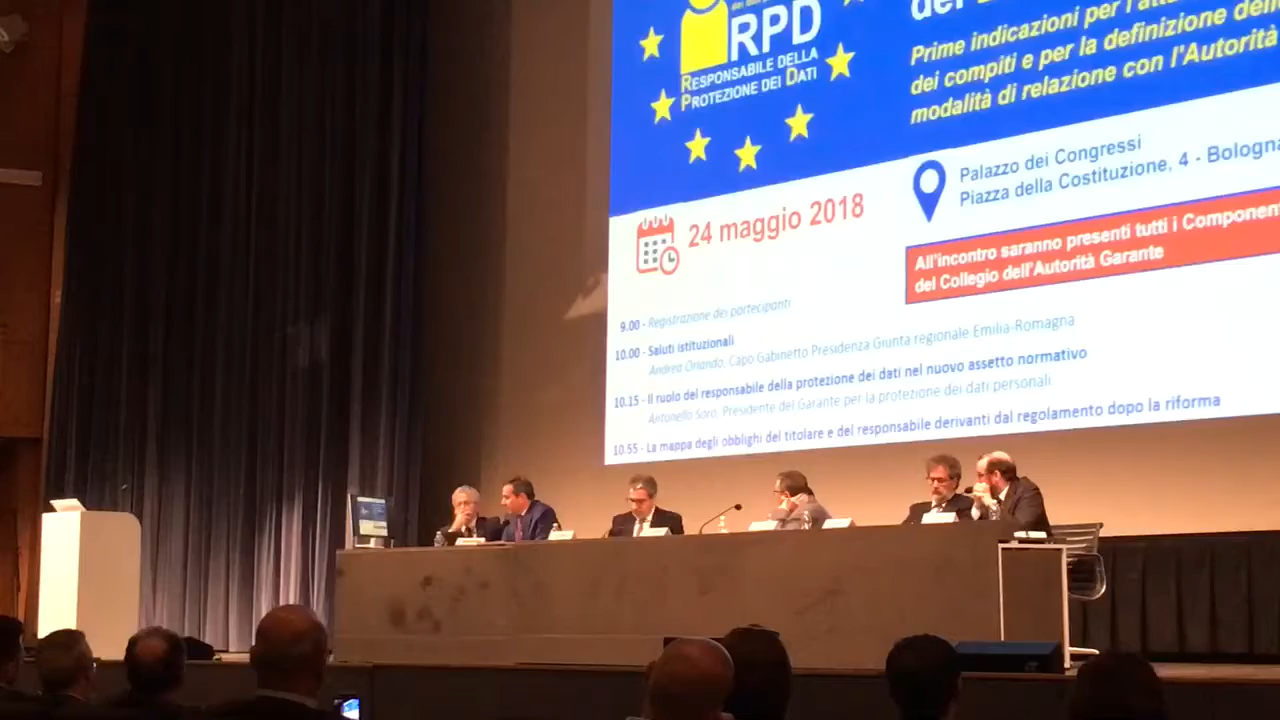 RPD
RESPONSABILE DELLA
PROTEZIONE DEI DATI
Prime indicazioni per l'
dei compiti e per la definizione
modalità di relazione con l'Autorità
Palazzo dei Congressi
Piazza della Costituzione, 4 - Bologna
24 maggio 2018
All'incontro saranno presenti tutti i
del Collegio dell'Autorità Garante
9.00 - Registrazione dei partecipanti
10.00 - Saluti istituzionali
Andrea Orlando, Capo Gabinetto Presidenza Giunta regionale Emilia-Romagna
10.15 - Il ruolo del responsabile della protezione dei dati nel nuovo assetto normativo
Antonello Soro, Presidente del Garante per la protezione dei dati personali
10.55 - La mappa degli obblighi del titolare e del responsabile derivanti dal regolamento dopo la riforma